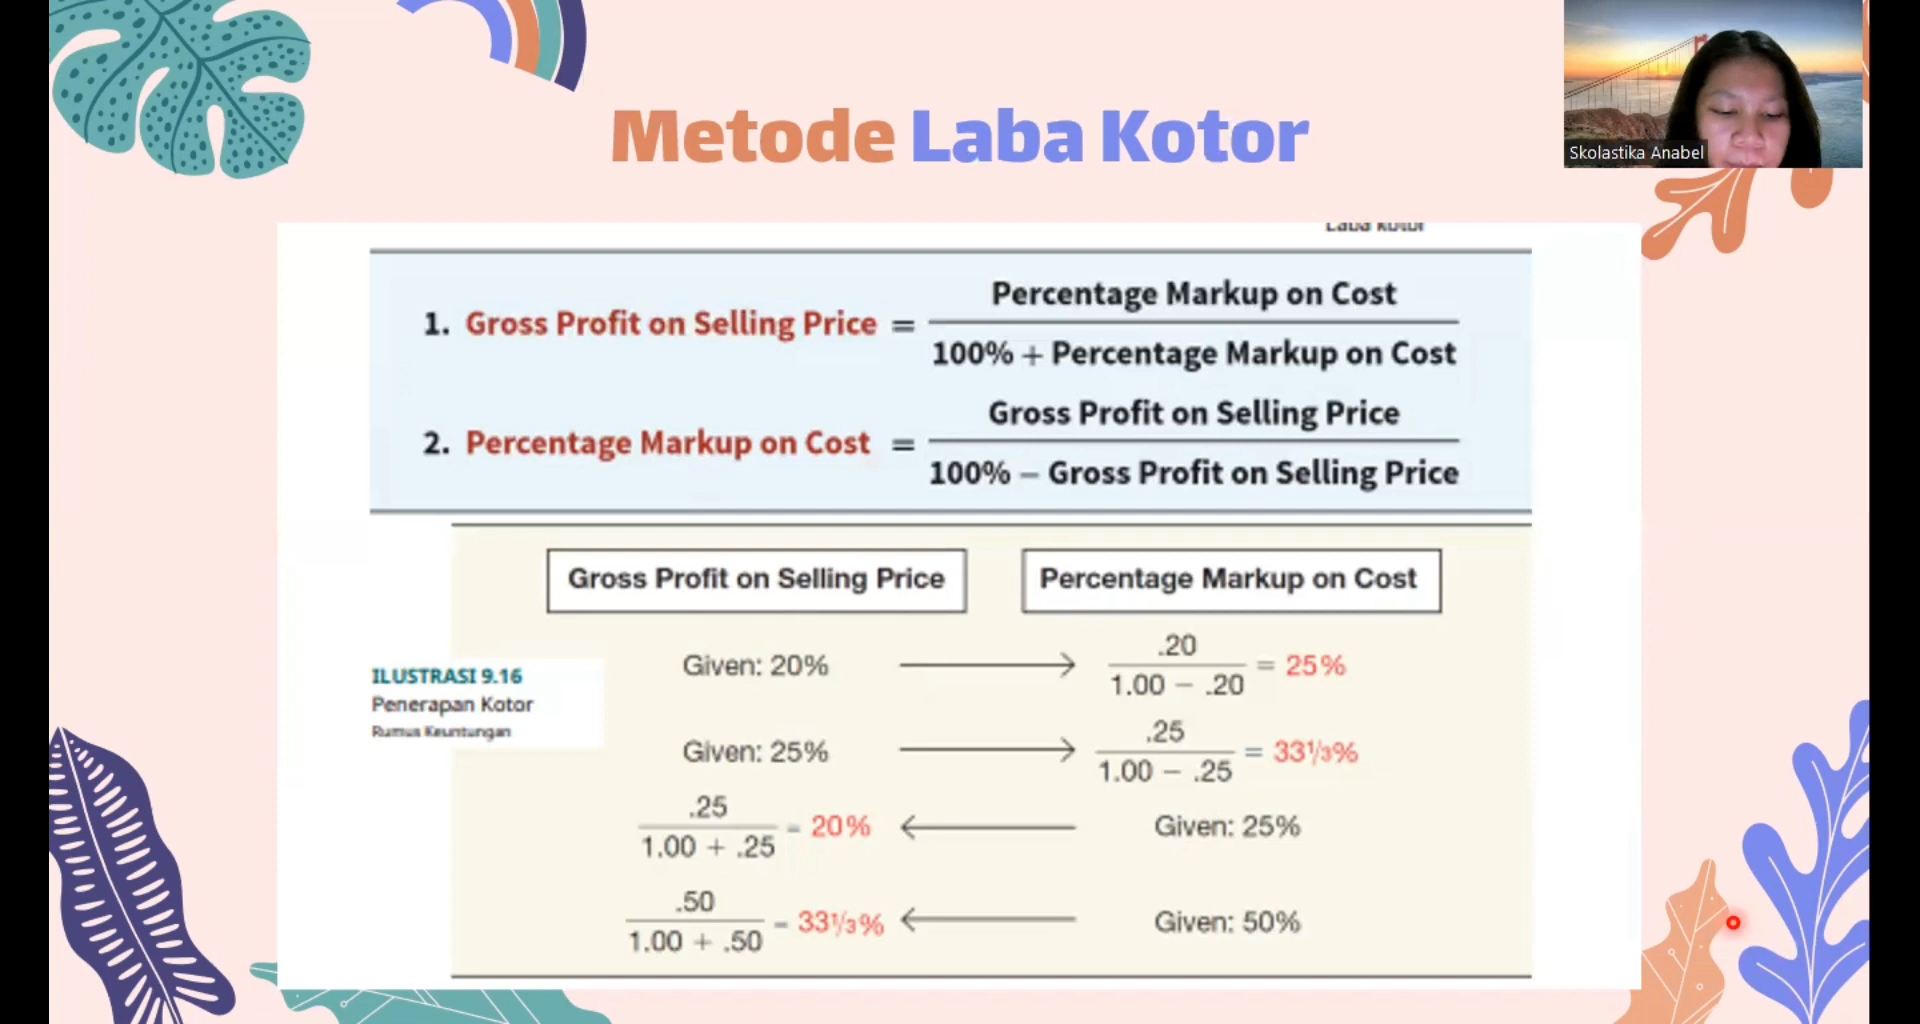 Metode Laba Kotor
Skolastika Anabel
Laba Kotor
Percentage Markup on Cost
1. Gross Profit on Selling Price =
100% + Percentage Markup on Cost
Gross Profit on Selling Price
2. Percentage Markup on Cost =
100% – Gross Profit on Selling Price
Gross Profit on Selling Price
Percentage Markup on Cost
ILUSTRASI 9.16
Penerapan Kotor
Rumus Keuntungan
Given: 20%
.20
1.00 – .20
= 25%
Given: 25%
.25
1.00 – .25
= 33⅓%
.25
1.00 + .25
= 20%
Given: 25%
.50
1.00 + .50
= 33⅓%
Given: 50%